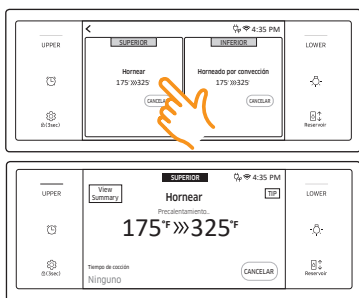 4:35 PM
UPPER
SUPERIOR
INFERIOR
LOWER
Hornear
175 》》》325°
Horneado por convección
175 》》》325°
CANCELAR
CANCELAR
(3sec)
Reservoir
SUPERIOR
4:35 PM
UPPER
View
Summary
Hornear
TIP
LOWER
Precalentamiento..
175°F 》》》325°F
Tiempo de cocción
Ninguno
CANCELAR
(3sec)
Reservoir